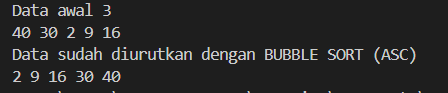 Data awal 3
40 30 2 9 16
Data sudah diurutkan dengan BUBBLE SORT (ASC)
2 9 16 30 40